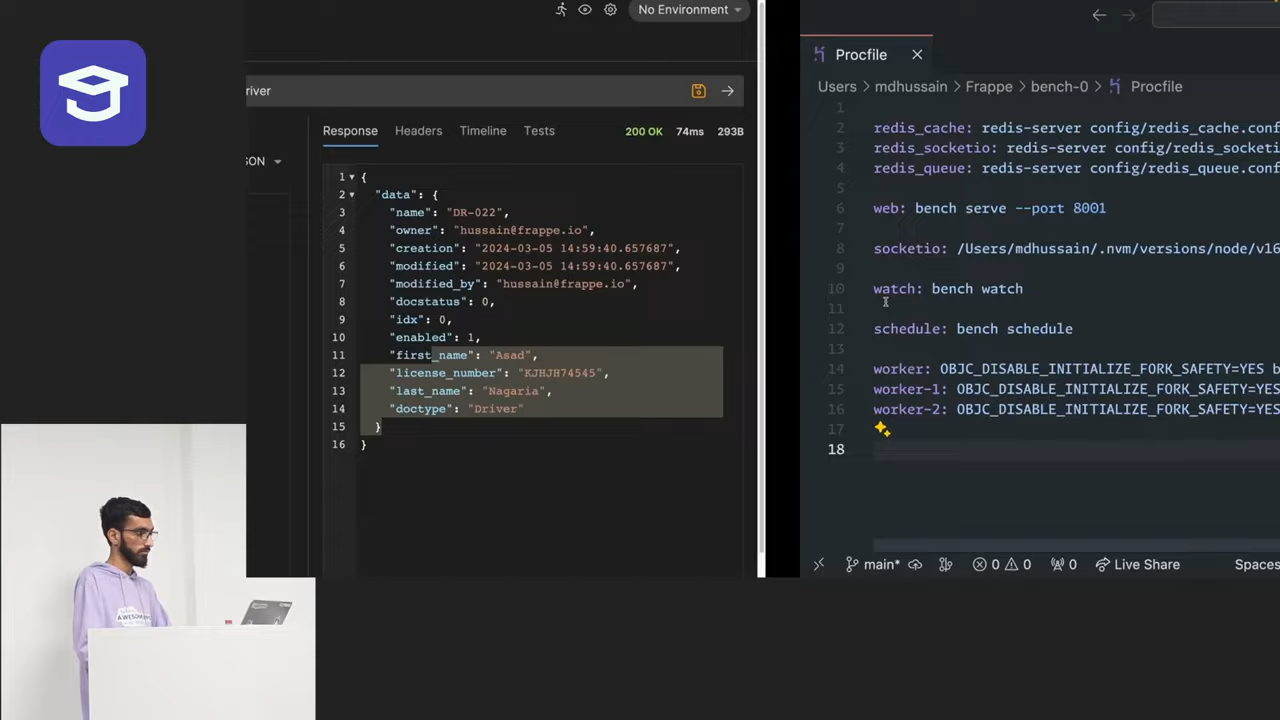 No Environment
river
Response Headers Timeline Tests 200 OK 74ms 293B
SON
1 {
2 "data": {
3 "name": "DR-022",
4 "owner": "hussain@frappe.io",
5 "creation": "2024-03-05 14:59:40.657687",
6 "modified": "2024-03-05 14:59:40.657687",
7 "modified_by": "hussain@frappe.io",
8 "docstatus": 0,
9 "idx": 0,
10 "enabled": 1,
11 "first_name": "Asad",
12 "license_number": "KJHJH74545",
13 "last_name": "Nagaria",
14 "doctype": "Driver"
15 }
16 }
Procfile
Users > mdhussain > Frappe > bench-0 > Procfile
1
2 redis_cache: redis-server config/redis_cache.conf
3 redis_socketio: redis-server config/redis_socketi
4 redis_queue: redis-server config/redis_queue.conf
5
6 web: bench serve --port 8001
7
8 socketio: /Users/mdhussain/.nvm/versions/node/v16
9
10 watch: bench watch
11
12 schedule: bench schedule
13
14 worker: OBJC_DISABLE_INITIALIZE_FORK_SAFETY=YES b
15 worker-1: OBJC_DISABLE_INITIALIZE_FORK_SAFETY=YES
16 worker-2: OBJC_DISABLE_INITIALIZE_FORK_SAFETY=YES
17
18
main* 0 0 0 Live Share Spaces
AWESOME